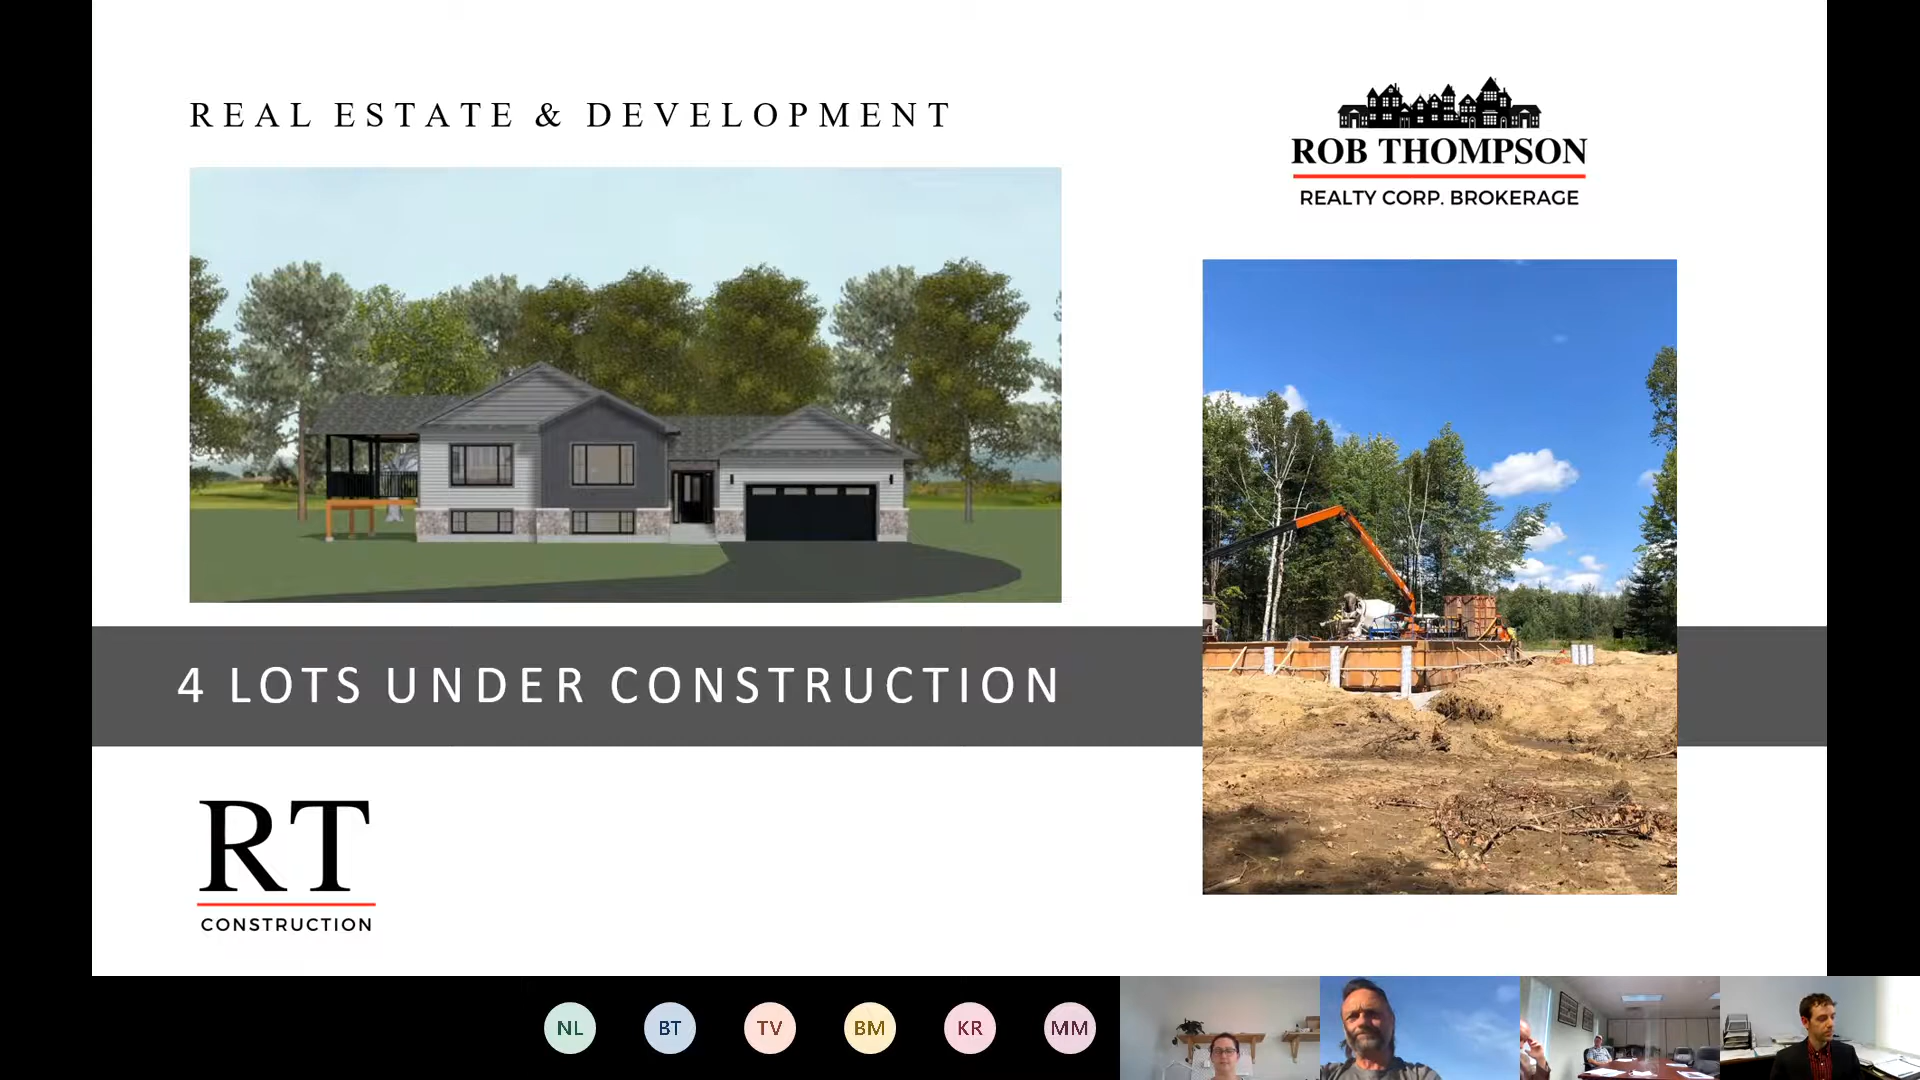 REAL ESTATE & DEVELOPMENT
ROB THOMPSON
REALTY CORP. BROKERAGE
4 LOTS UNDER CONSTRUCTION
RT
CONSTRUCTION
NL
BT
TV
BM
KR
MM